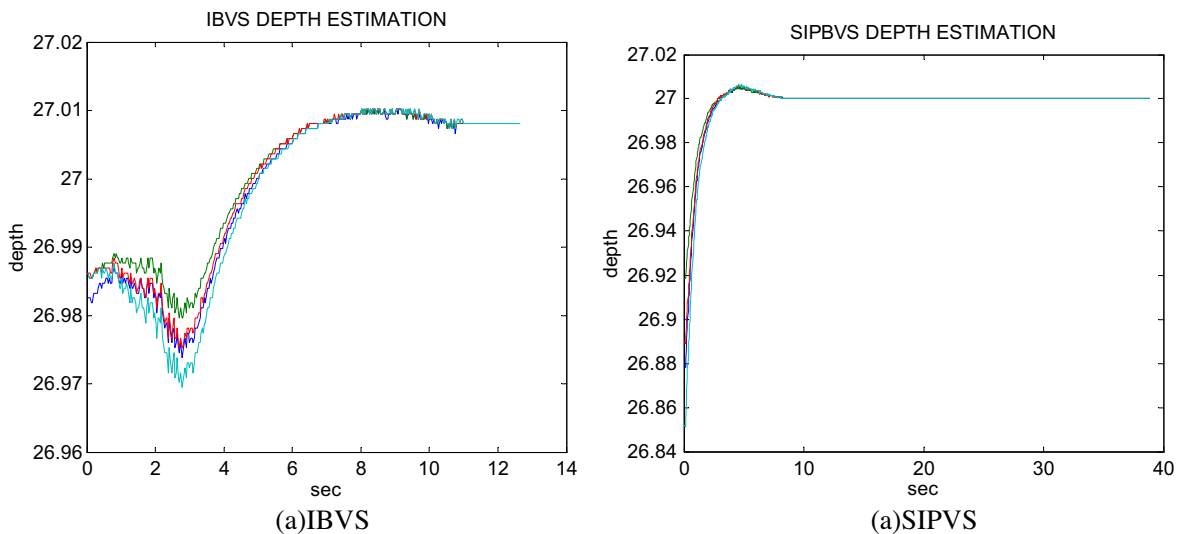 IBVS DEPTH ESTIMATION
27.02
27.01
27
26.99
26.98
26.97
26.96
depth
0 2 4 6 8 10 12 14
sec
(a)IBVS
SIPBVS DEPTH ESTIMATION
27.02
27
26.98
26.96
26.94
26.92
26.9
26.88
26.86
26.84
depth
0 10 20 30 40
sec
(a)SIPVS